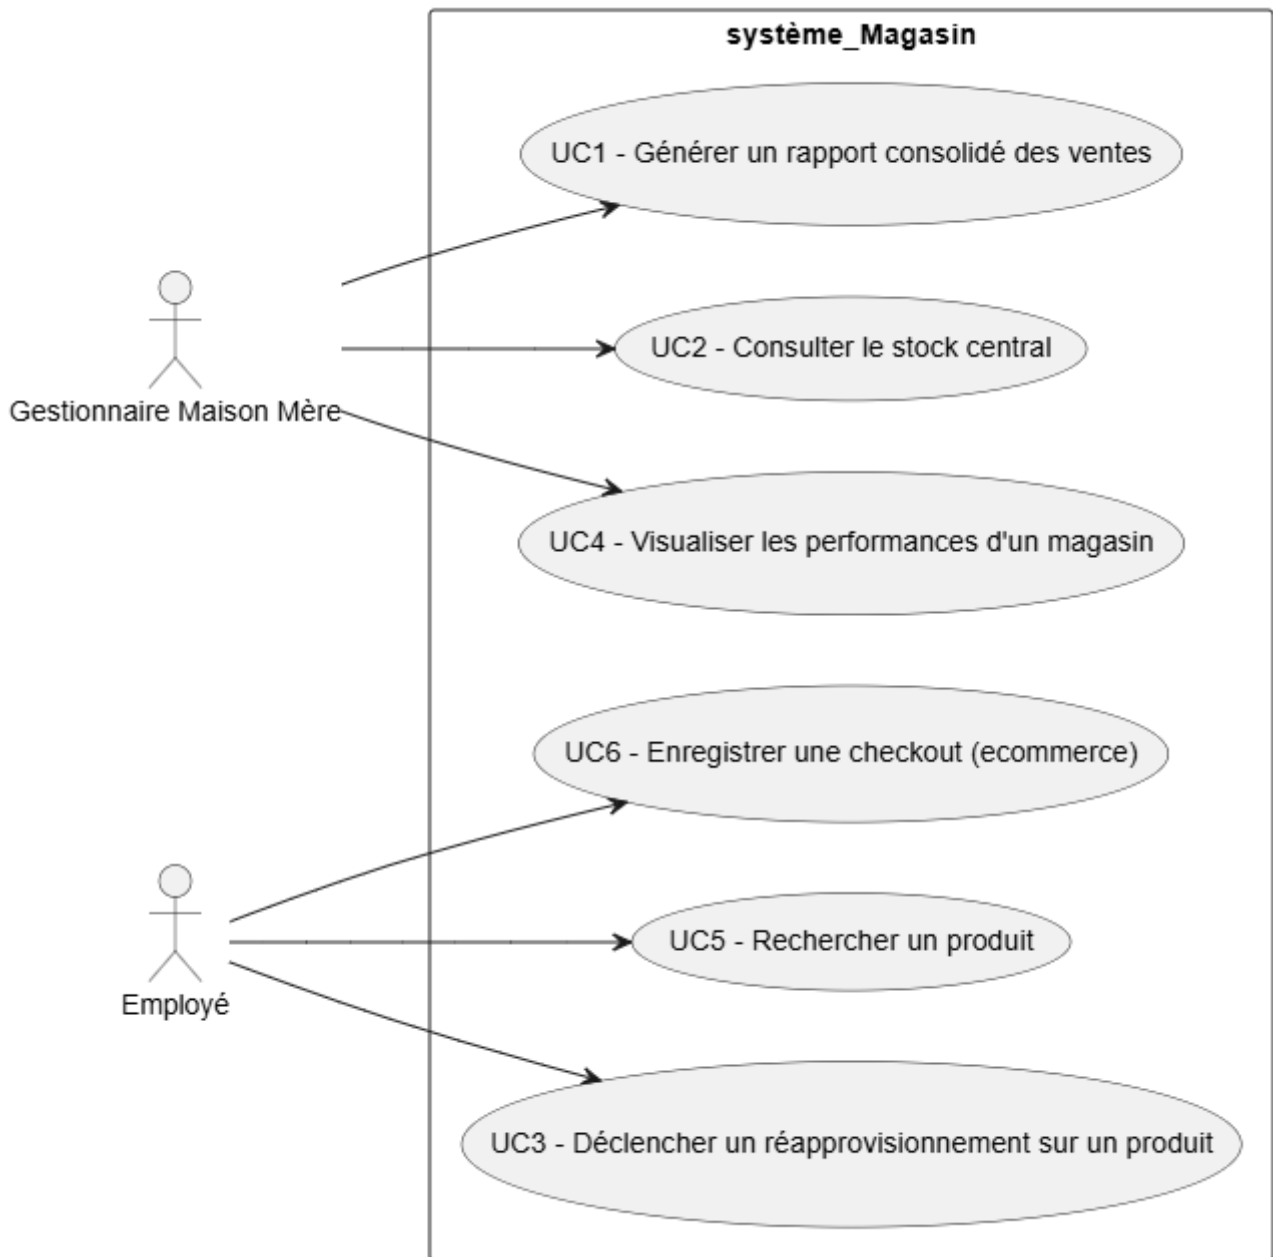 système_Magasin
UC1 - Générer un rapport consolidé des ventes
UC2 - Consulter le stock central
Gestionnaire Maison Mère
UC4 - Visualiser les performances d'un magasin
UC6 - Enregistrer une checkout (ecommerce)
UC5 - Rechercher un produit
Employé
UC3 - Déclencher un réapprovisionnement sur un produit